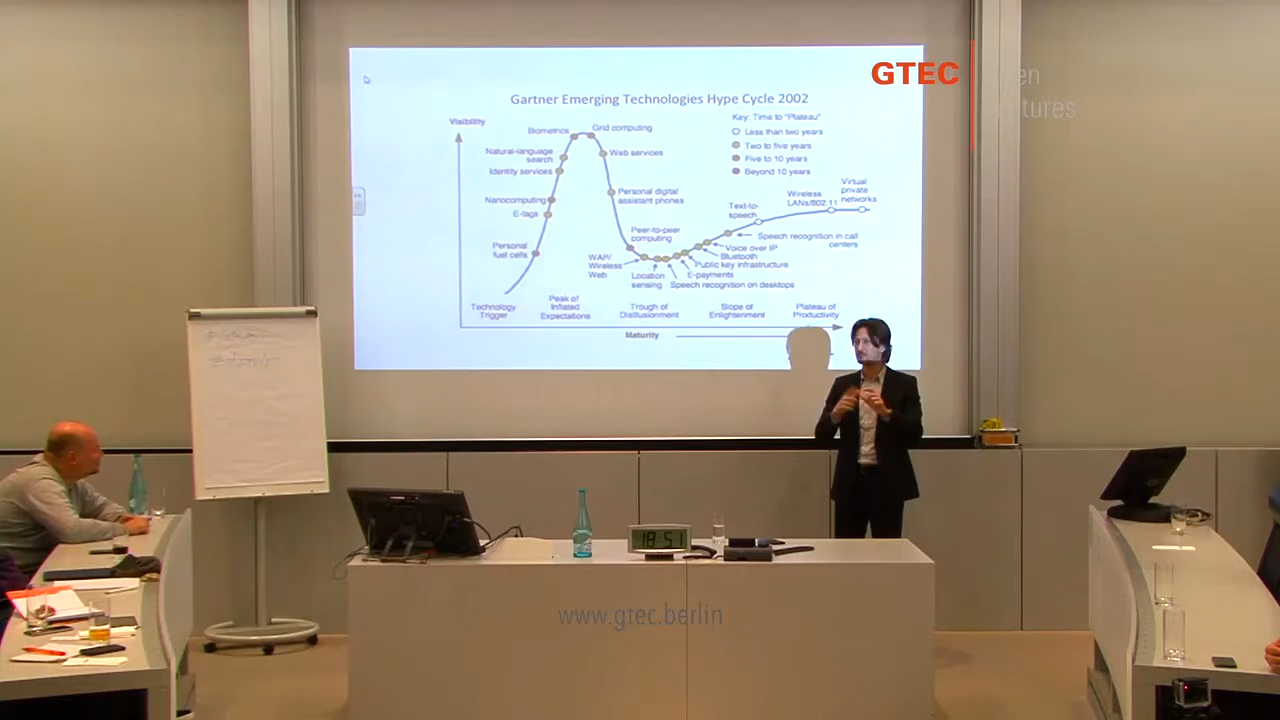 GTEC
Gartner Emerging Technologies Hype Cycle 2002
Visibility
Key: Time to "Plateau"
Less than two years
Two to five years
Five to 10 years
Beyond 10 years
Biometrics
Grid computing
Natural-language
search
Web services
Identity services
Nanocomputing
E-tags
Personal digital
assistant phones
Personal
fuel cells
Peer-to-peer
computing
WAP/
Wireless
Web
Location
sensing
Speech recognition on desktops
E-payments
Public key infrastructure
Bluetooth
Voice over IP
Speech recognition in call
centers
Text-to-
speech
Wireless
LANs/802.11
Virtual
private
networks
Technology
Trigger
Peak of
Inflated
Expectations
Trough of
Disillusionment
Slope of
Enlightenment
Plateau of
Productivity
Maturity
18:51
www.gtec.berlin